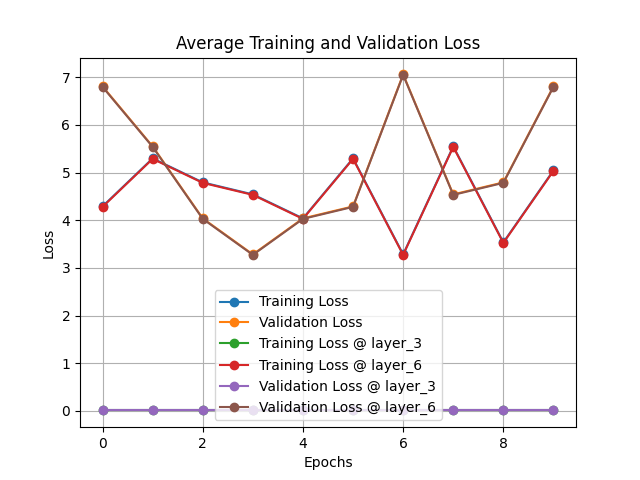 Average Training and Validation Loss
7
6
5
4
3
2
1
0
Loss
Training Loss
Validation Loss
Training Loss @ layer_3
Training Loss @ layer_6
Validation Loss @ layer_3
Validation Loss @ layer_6
0 2 4 6 8
Epochs